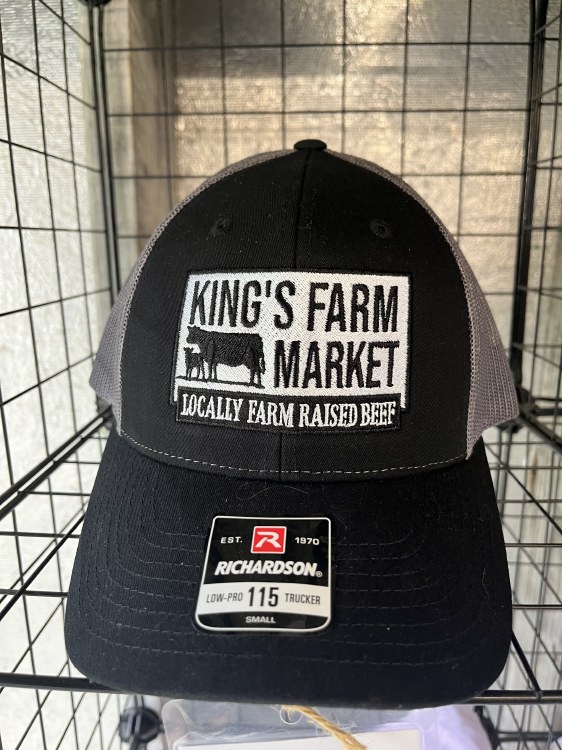 KING'S FARM
MARKET
LOCALLY FARM RAISED BEEF
EST. R 1970
RICHARDSON®
LOW-PRO 115 TRUCKER
SMALL